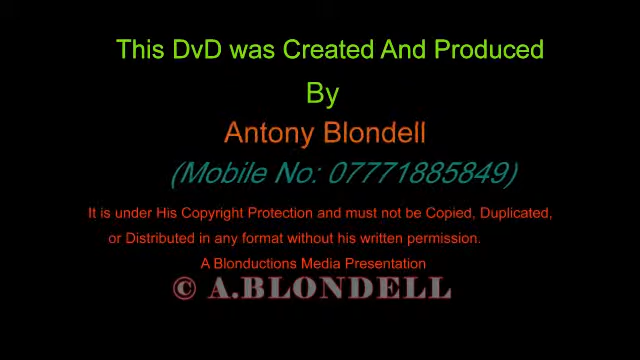 This DvD was Created And Produced
By
Antony Blondell
(Mobile No: 07771885849)
It is under His Copyright Protection and must not be Copied, Duplicated,
or Distributed in any format without his written permission.
A Blonductions Media Presentation
© A.BLONDELL